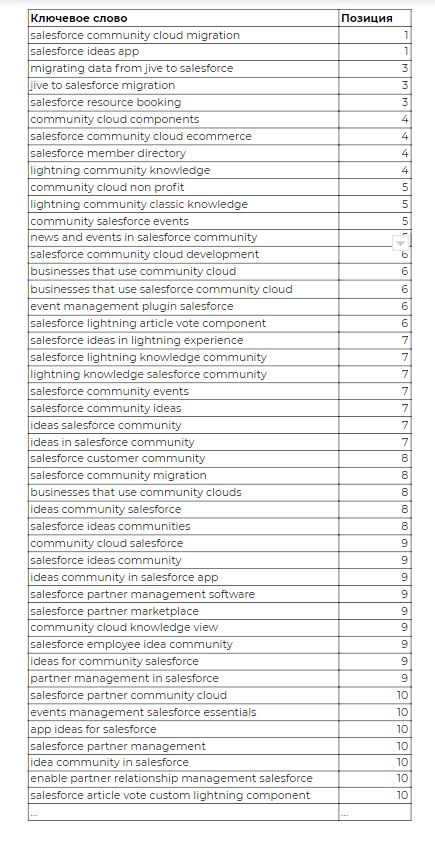 Ключевое слово Позиция
salesforce community cloud migration 1
salesforce ideas app 1
migrating data from jive to salesforce 3
jive to salesforce migration 3
salesforce resource booking 3
community cloud components 4
salesforce community cloud ecommerce 4
salesforce member directory 4
lightning community knowledge 4
community cloud non profit 5
lightning community classic knowledge 5
community salesforce events 5
news and events in salesforce community
salesforce community cloud development 6
businesses that use community cloud 6
businesses that use salesforce community cloud 6
event management plugin salesforce 6
salesforce lightning article vote component 6
salesforce ideas in lightning experience 7
salesforce lightning knowledge community 7
lightning knowledge salesforce community 7
salesforce community events 7
salesforce community ideas 7
ideas salesforce community 7
ideas in salesforce community 7
salesforce customer community 8
salesforce community migration 8
businesses that use community clouds 8
ideas community salesforce 8
salesforce ideas communities 8
community cloud salesforce 9
salesforce ideas community 9
ideas community in salesforce app 9
salesforce partner management software 9
salesforce partner marketplace 9
community cloud knowledge view 9
salesforce employee idea community 9
ideas for community salesforce 9
partner management in salesforce 9
salesforce partner community cloud 10
events management salesforce essentials 10
app ideas for salesforce 10
salesforce partner management 10
idea community in salesforce 10
enable partner relationship management salesforce 10
salesforce article vote custom lightning component 10
... ...